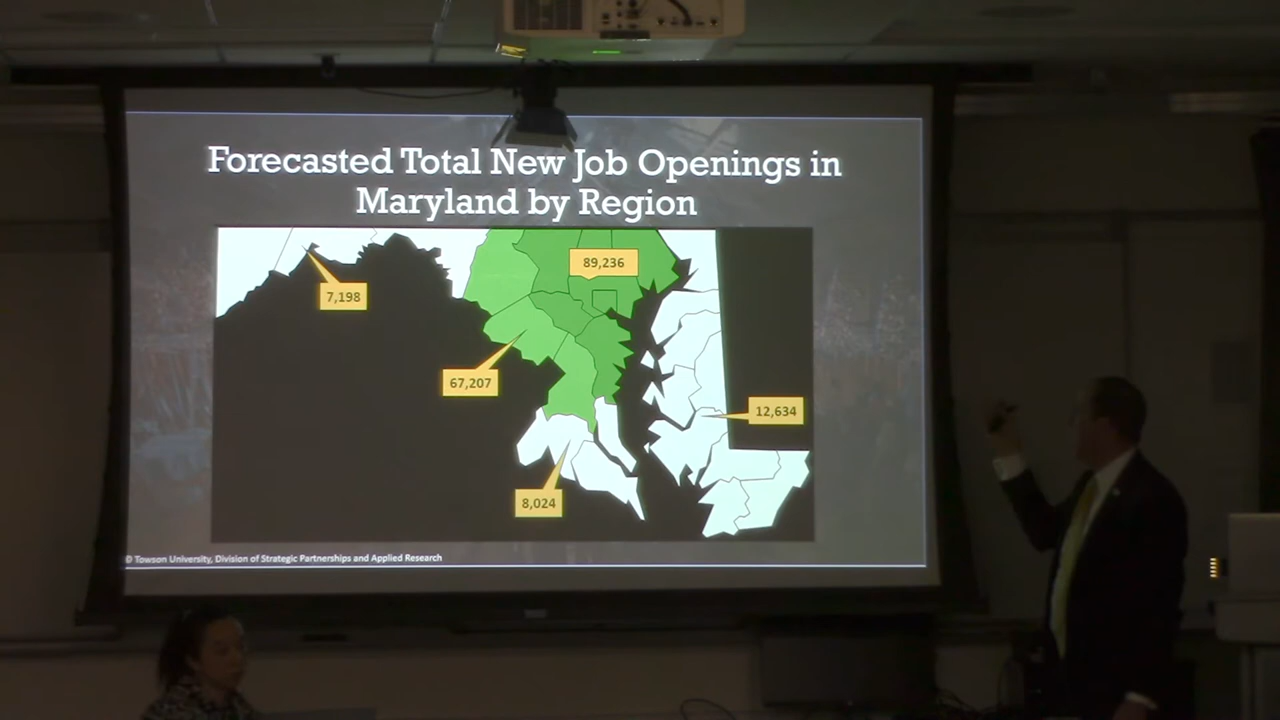 Forecasted Total New Job Openings in
Maryland by Region
89,236
7,198
67,207
12,634
8,024
© Towson University, Division of Strategic Partnerships and Applied Research